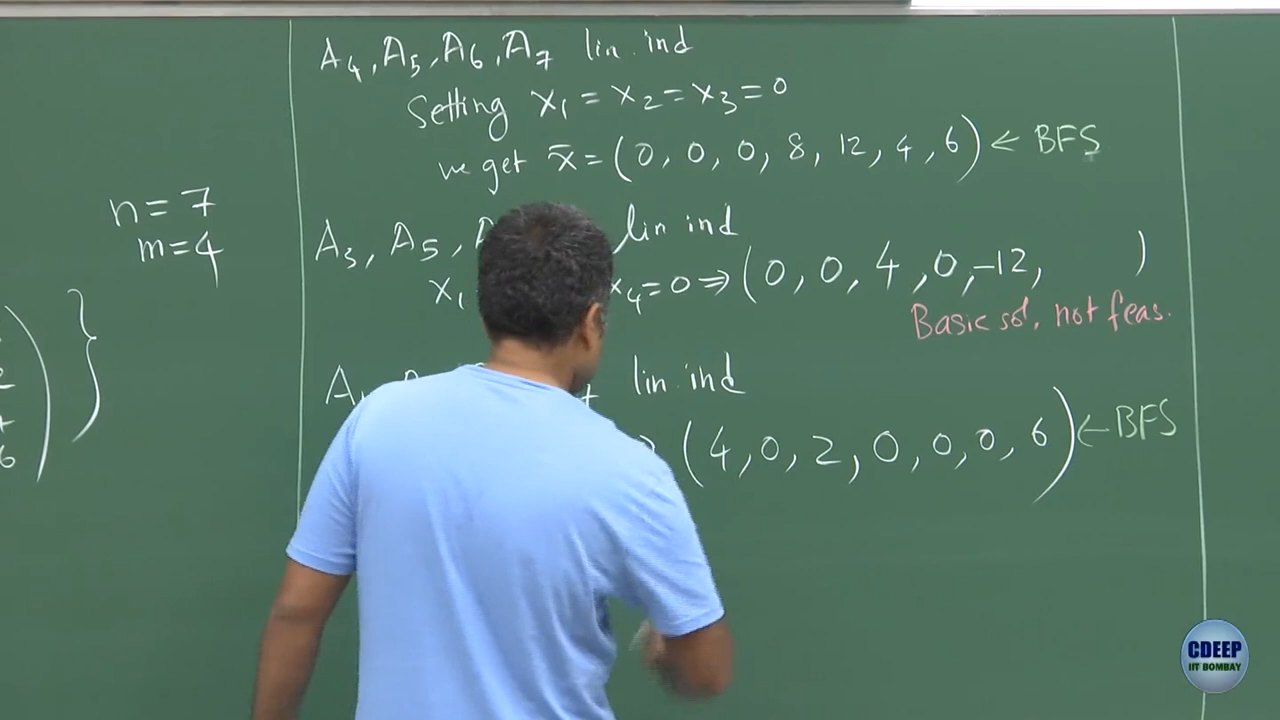 A4, A5, A6, A7 lin. ind
Setting x1 = x2 = x3 = 0
we get x̄ = (0, 0, 0, 8, 12, 4, 6) ← BFS
n = 7
m = 4
A3, A5, lin ind
x1 x4 = 0 ⇒ (0, 0, 4, 0, -12, )
Basic sol, not feas.
lin. ind
(4, 0, 2, 0, 0, 0, 6) ← BFS
6
CDEEP
IIT BOMBAY